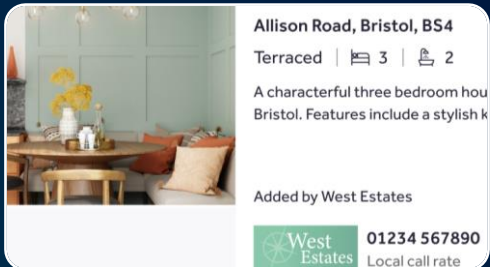 Allison Road, Bristol, BS4
Terraced | 3 | 2
A characterful three bedroom hou
Bristol. Features include a stylish k
Added by West Estates
West
Estates
01234 567890
Local call rate